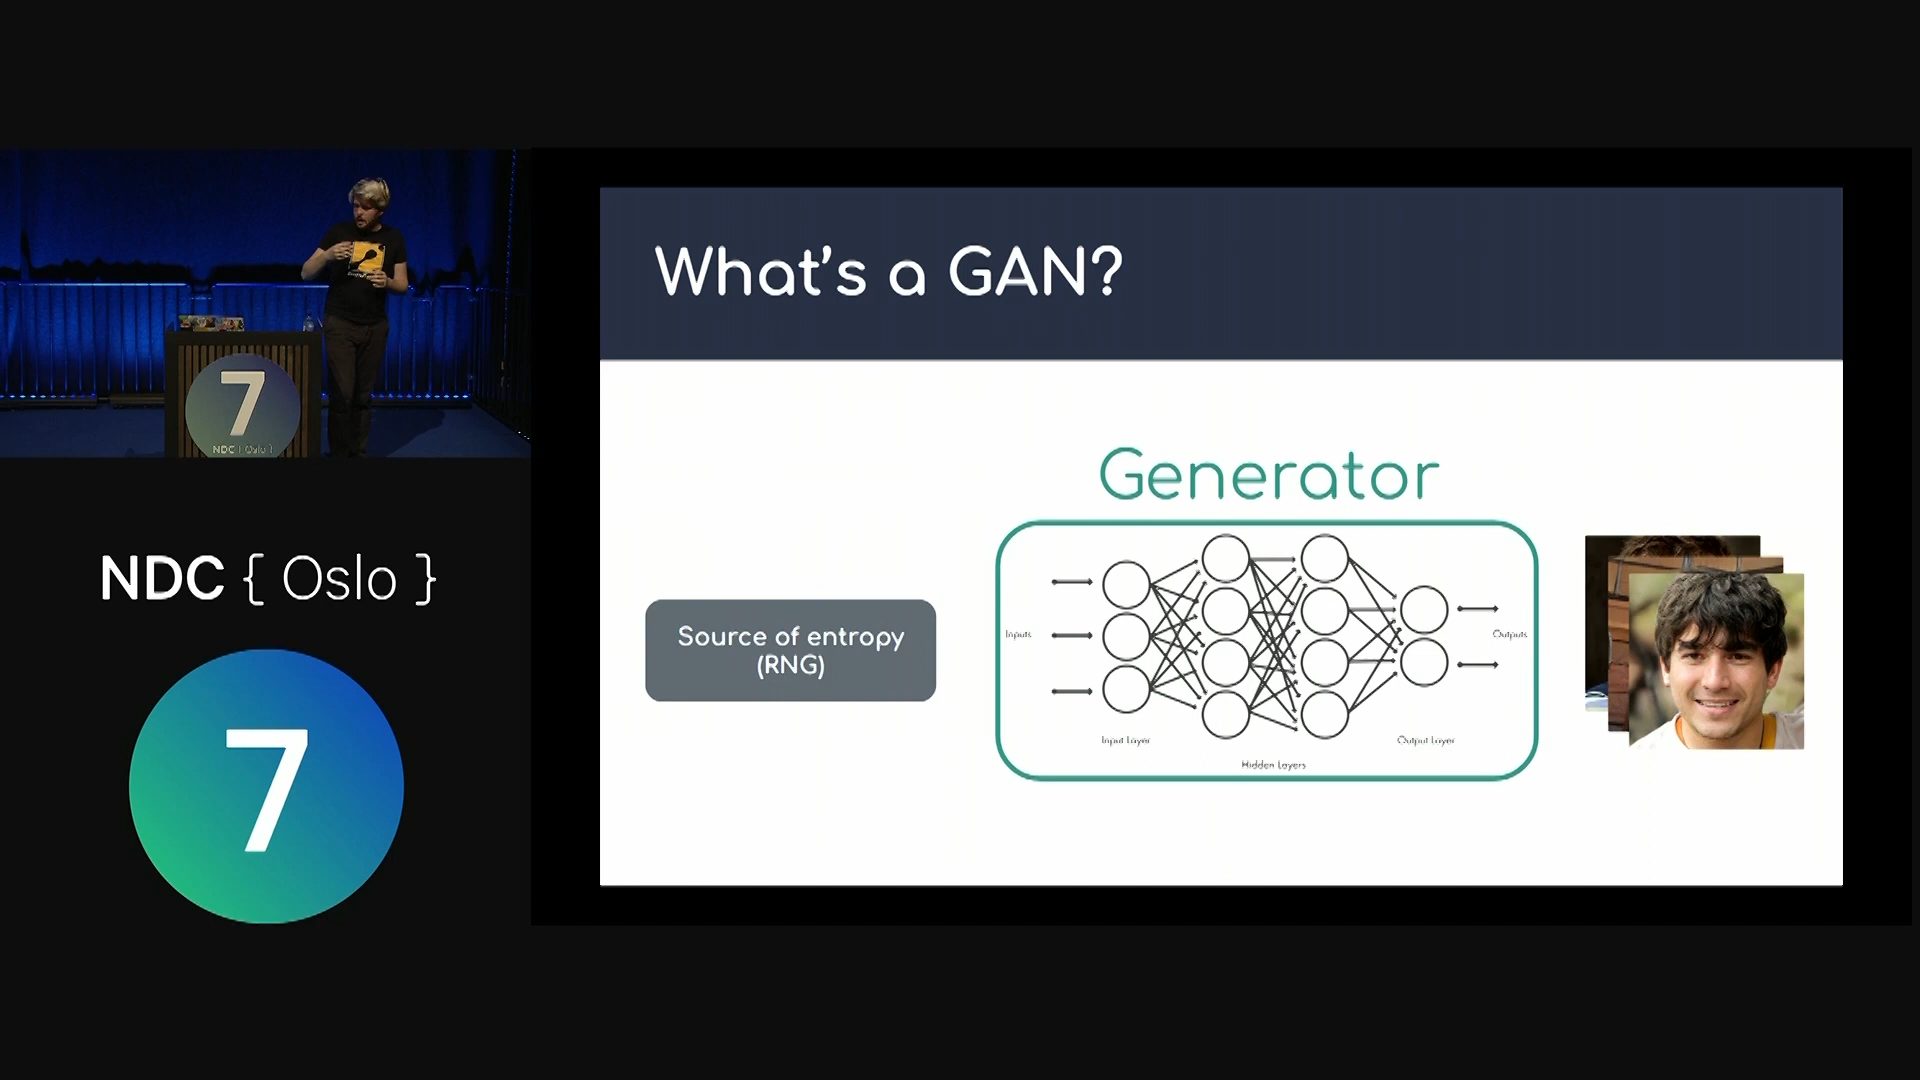 What's a GAN?
Generator
Source of entropy
(RNG)
Inputs
Outputs
Input Layer
Output Layer
Hidden Layers
7
NDC { Oslo }
NDC { Oslo }
7